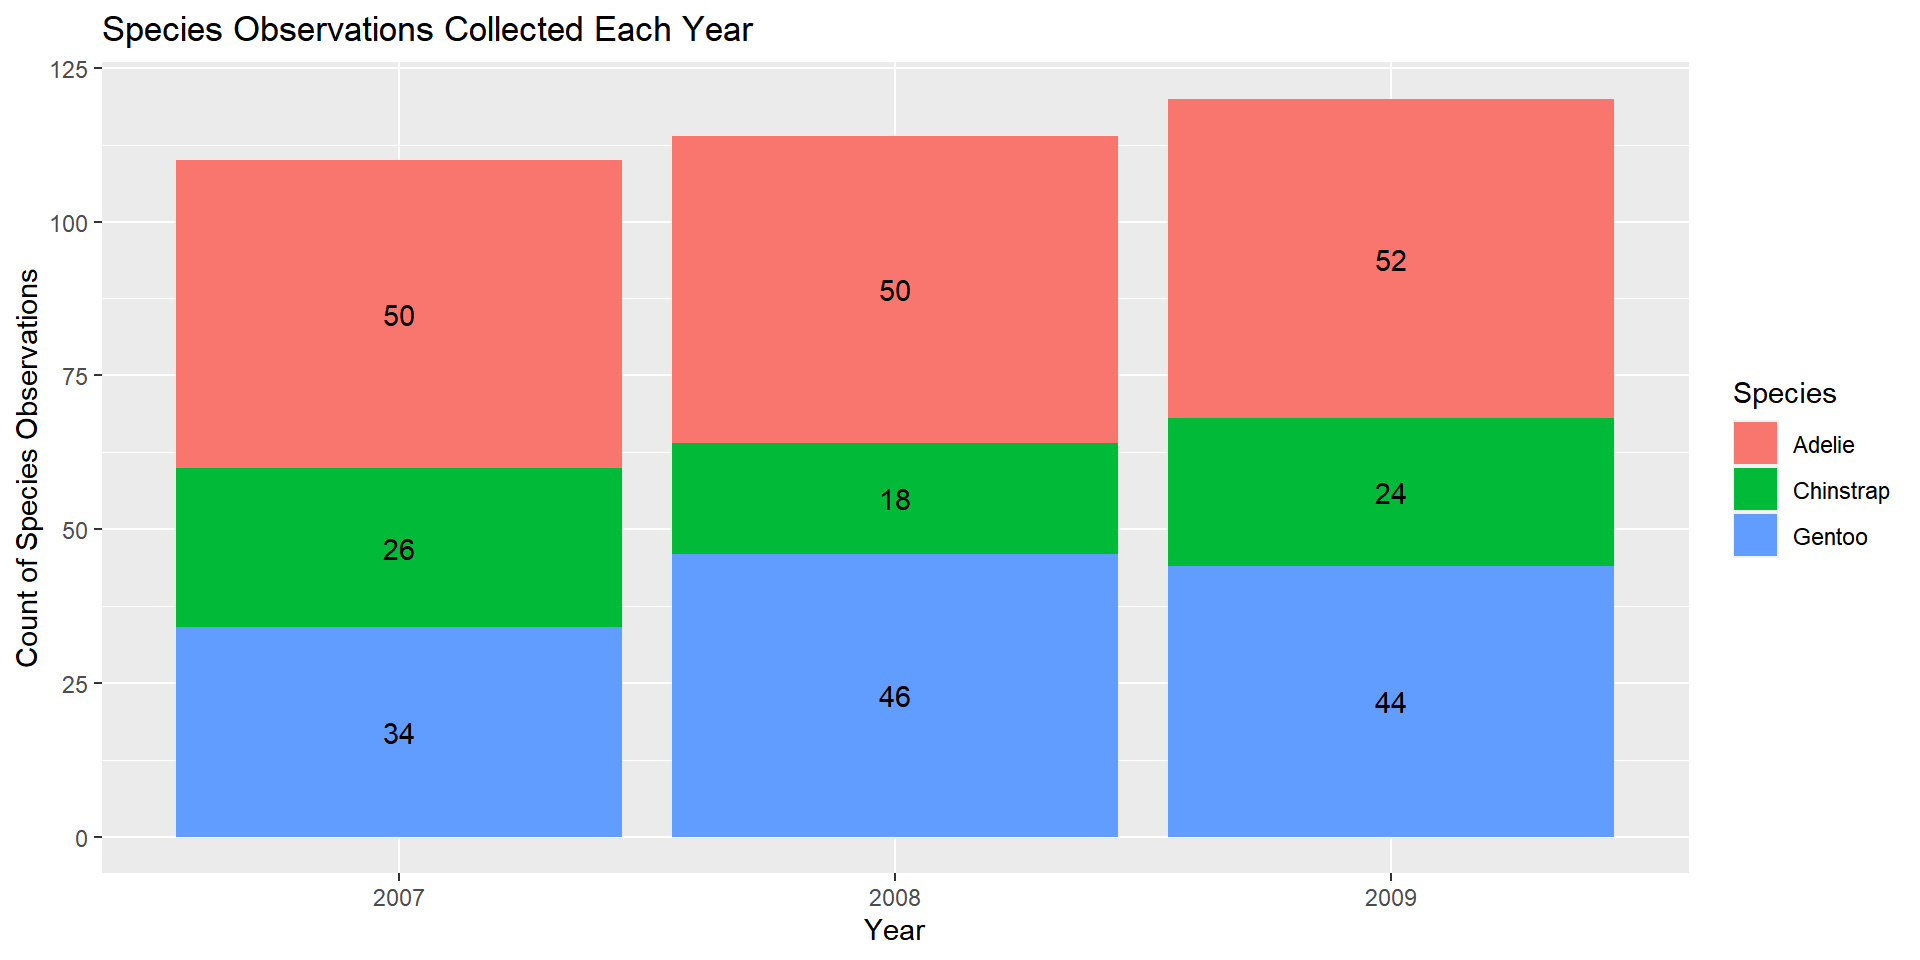 Species Observations Collected Each Year
Count of Species Observations
125
100
75
50
25
0
50
26
34
50
18
46
52
24
44
2007
2008
2009
Year
Species
Adelie
Chinstrap
Gentoo